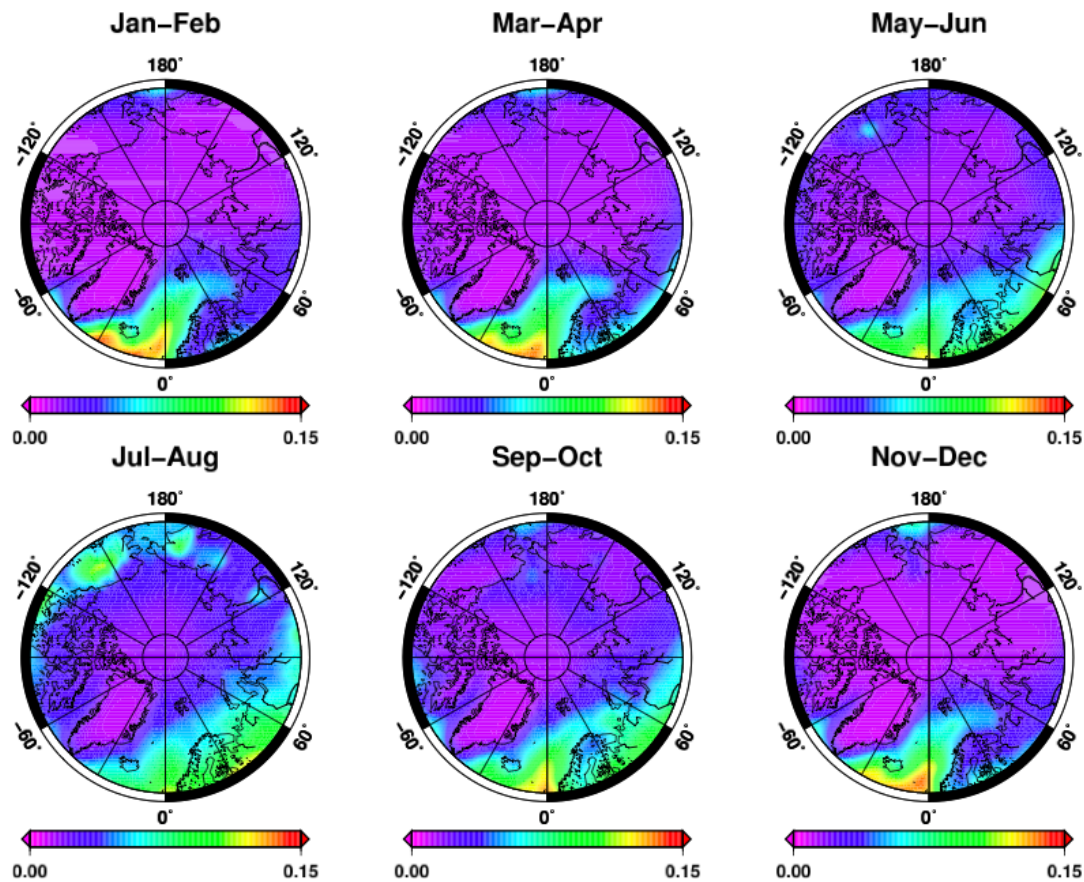 Jan–Feb Mar–Apr May–Jun
180° 180° 180°
−120° 120° −120° 120° −120° 120°
−60° 60° −60° 60° −60° 60°
0° 0° 0°
0.00 0.15 0.00 0.15 0.00 0.15
Jul–Aug Sep–Oct Nov–Dec
180° 180° 180°
−120° 120° −120° 120° −120° 120°
−60° 60° −60° 60° −60° 60°
0° 0° 0°
0.00 0.15 0.00 0.15 0.00 0.15